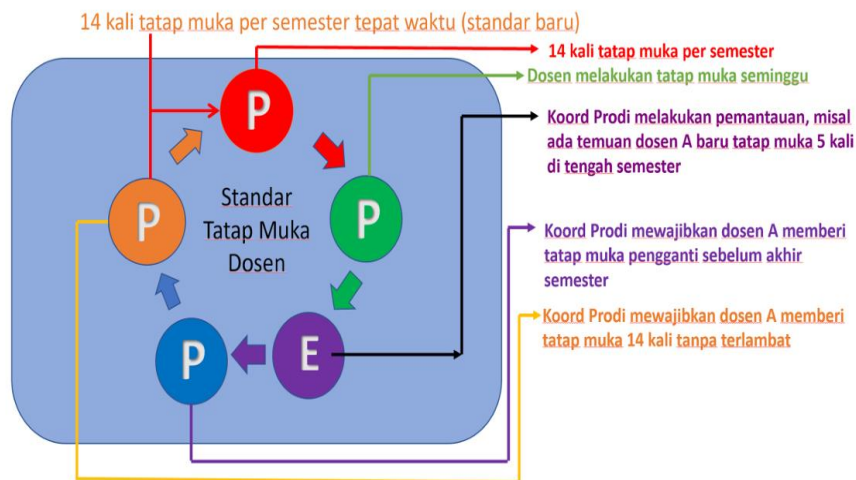 14 kali tatap muka per semester tepat waktu (standar baru)
14 kali tatap muka per semester
Dosen melakukan tatap muka seminggu
Koord Prodi melakukan pemantauan, misal
ada temuan dosen A baru tatap muka 5 kali
di tengah semester
Koord Prodi mewajibkan dosen A memberi
tatap muka pengganti sebelum akhir
semester
Koord Prodi mewajibkan dosen A memberi
tatap muka 14 kali tanpa terlambat
P
P
E
P
P
Standar
Tatap Muka
Dosen